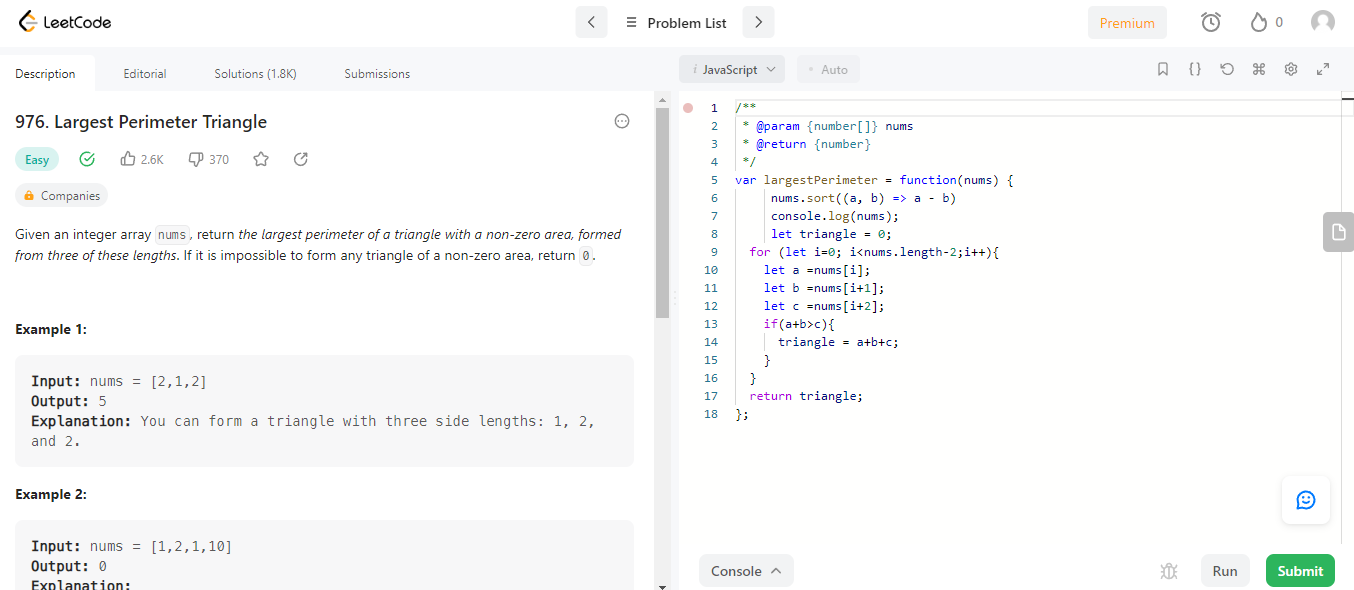 LeetCode
Problem List
Premium
0
Description Editorial Solutions (1.8K) Submissions
976. Largest Perimeter Triangle
Easy 2.6K 370
Companies
Given an integer array nums, return the largest perimeter of a triangle with a non-zero area, formed
from three of these lengths. If it is impossible to form any triangle of a non-zero area, return 0.
Example 1:
Input: nums = [2,1,2]
Output: 5
Explanation: You can form a triangle with three side lengths: 1, 2,
and 2.
Example 2:
Input: nums = [1,2,1,10]
Output: 0
Explanation:
i JavaScript • Auto
1 /**
2 * @param {number[]} nums
3 * @return {number}
4 */
5 var largestPerimeter = function(nums) {
6 nums.sort((a, b) => a - b)
7 console.log(nums);
8 let triangle = 0;
9 for (let i=0; i<nums.length-2;i++){
10 let a =nums[i];
11 let b =nums[i+1];
12 let c =nums[i+2];
13 if(a+b>c){
14 triangle = a+b+c;
15 }
16 }
17 return triangle;
18 };
Console Run Submit